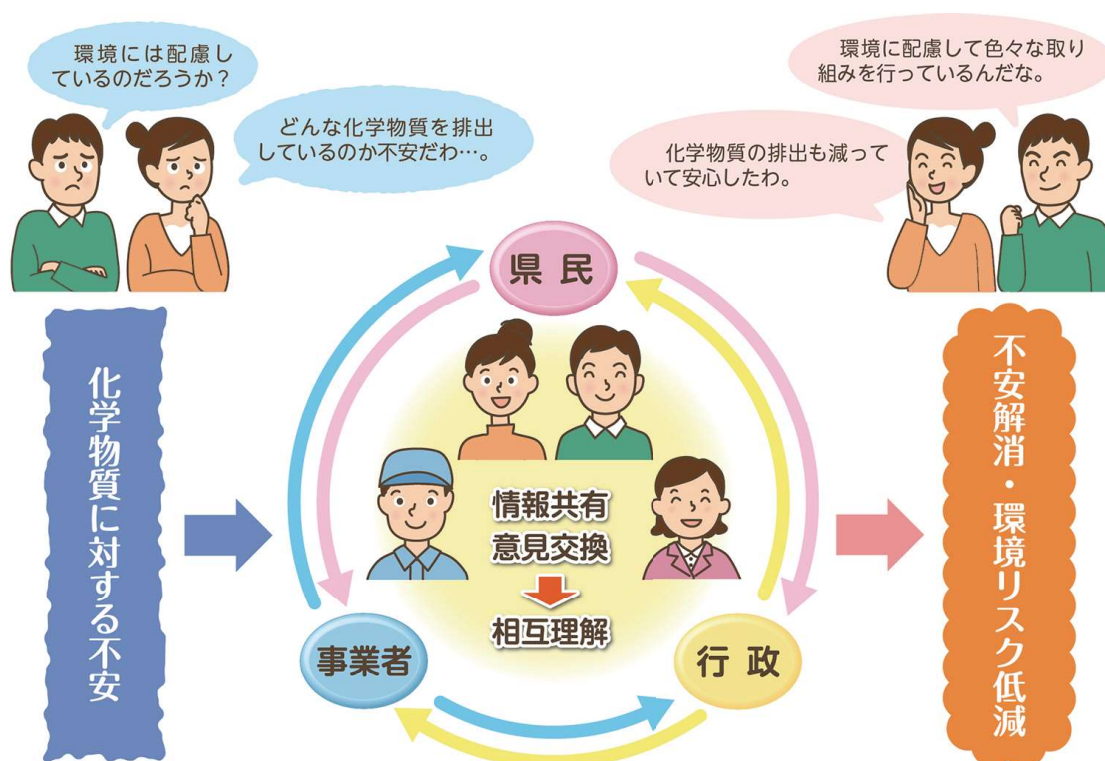 環境には配慮し
ているのだろうか？
どんな化学物質を排出
しているのか不安だわ…。
環境に配慮して色々な取り
組みを行っているんだな。
化学物質の排出も減って
いて安心したわ。
化学物質に対する不安
県民
情報共有
意見交換
相互理解
事業者
行政
不安解消・環境リスク低減